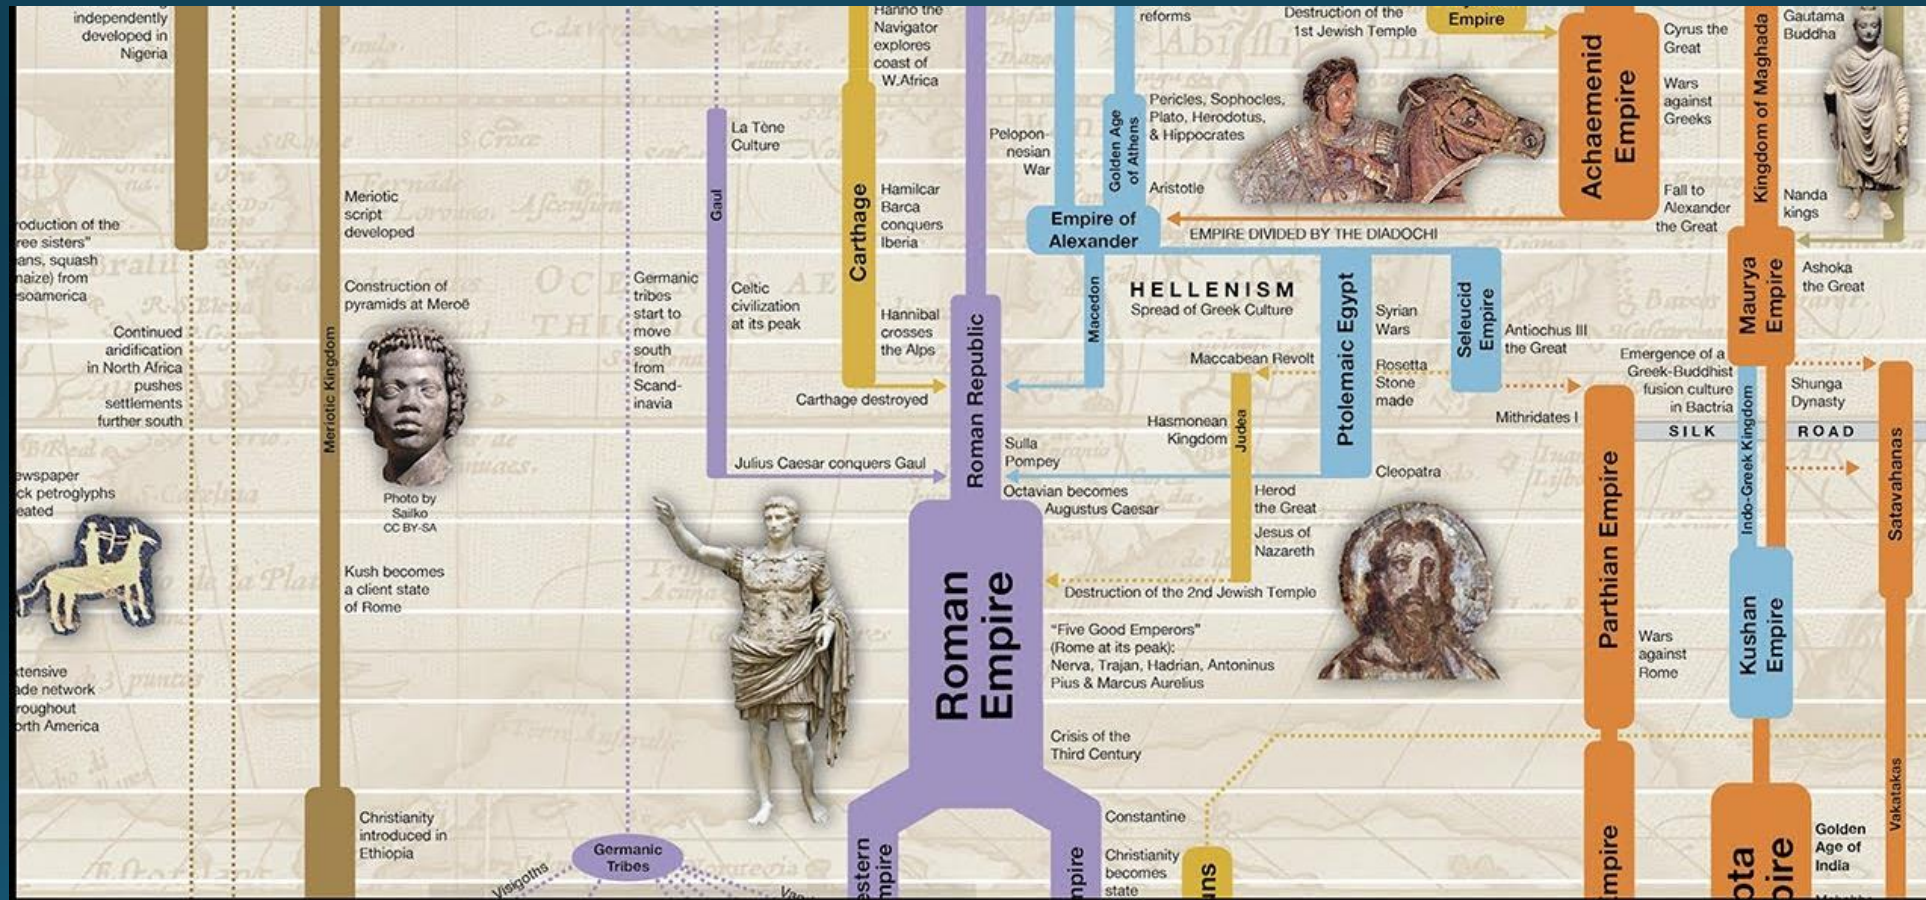 independently
developed in
Nigeria
Hanno the
Navigator
explores
coast of
W.Africa
reforms
Destruction of the
1st Jewish Temple
Empire
Achaemenid
Empire
Cyrus the
Great
Wars
against
Greeks
Fall to
Alexander
the Great
Kingdom of Maghada
Gautama
Buddha
Nanda
kings
La Tène
Culture
Gaul
Carthage
Hamilcar
Barca
conquers
Iberia
Pelopon-
nesian
War
Golden Age
of Athens
Pericles, Sophocles,
Plato, Herodotus,
& Hippocrates
Aristotle
Empire of
Alexander
EMPIRE DIVIDED BY THE DIADOCHI
Meriotic
script
developed
roduction of the
ree sisters"
ans, squash
naize) from
soamerica
Construction of
pyramids at Meroë
Germanic
tribes
start to
move
south
from
Scand-
inavia
Celtic
civilization
at its peak
Hannibal
crosses
the Alps
Carthage destroyed
Roman Republic
Macedon
HELLENISM
Spread of Greek Culture
Maccabean Revolt
Ptolemaic Egypt
Syrian
Wars
Rosetta
Stone
made
Seleucid
Empire
Antiochus III
the Great
Maurya
Empire
Ashoka
the Great
Emergence of a
Greek-Buddhist
fusion culture
in Bactria
Shunga
Dynasty
Mithridates I
SILK ROAD
Continued
aridification
in North Africa
pushes
settlements
further south
Meriotic Kingdom
Photo by
Sailko
CC BY-SA
Julius Caesar conquers Gaul
Sulla
Pompey
Octavian becomes
Augustus Caesar
Hasmonean
Kingdom
Judea
Cleopatra
Herod
the Great
Jesus of
Nazareth
Destruction of the 2nd Jewish Temple
Indo-Greek Kingdom
Satavahanas
ewspaper
ck petroglyphs
eated
Kush becomes
a client state
of Rome
Roman
Empire
"Five Good Emperors"
(Rome at its peak):
Nerva, Trajan, Hadrian, Antoninus
Pius & Marcus Aurelius
Parthian Empire
Wars
against
Rome
Kushan
Empire
xtensive
ade network
roughout
orth America
Crisis of the
Third Century
Christianity
introduced in
Ethiopia
Germanic
Tribes
Visigoths
Van
estern
mpire
mpire
Constantine
Christianity
becomes
state
uns
mpire
pta
pire
Golden
Age of
India
Vakatakas